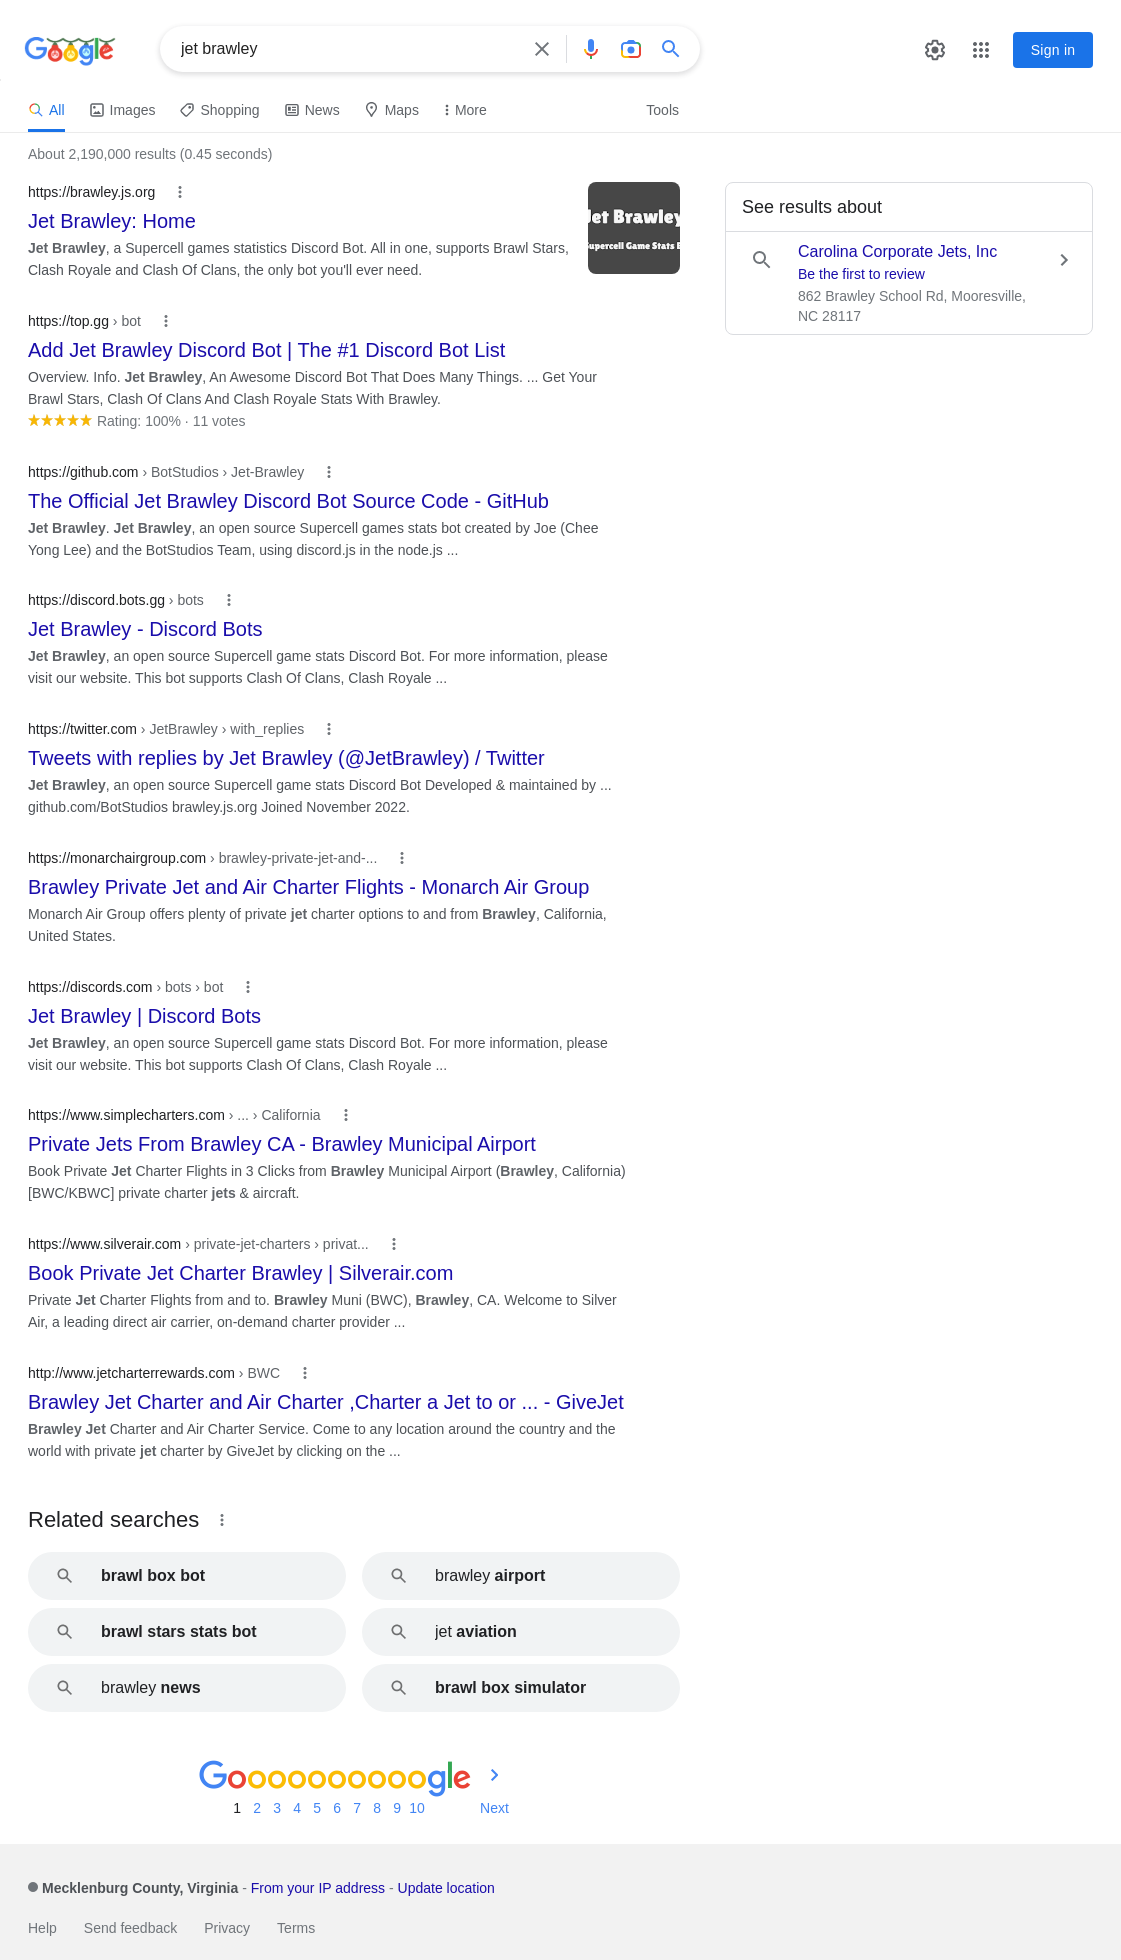 Google
jet brawley
Sign in
All
Images
Shopping
News
Maps
More
Tools
About 2,190,000 results (0.45 seconds)
https://brawley.js.org
Jet Brawley: Home
Jet Brawley, a Supercell games statistics Discord Bot. All in one, supports Brawl Stars,
Clash Royale and Clash Of Clans, the only bot you'll ever need.
Jet Brawley
Supercell Game Stats B
See results about
Carolina Corporate Jets, Inc
Be the first to review
862 Brawley School Rd, Mooresville,
NC 28117
https://top.gg › bot
Add Jet Brawley Discord Bot | The #1 Discord Bot List
Overview. Info. Jet Brawley, An Awesome Discord Bot That Does Many Things. ... Get Your
Brawl Stars, Clash Of Clans And Clash Royale Stats With Brawley.
Rating: 100% · 11 votes
https://github.com › BotStudios › Jet-Brawley
The Official Jet Brawley Discord Bot Source Code - GitHub
Jet Brawley. Jet Brawley, an open source Supercell games stats bot created by Joe (Chee
Yong Lee) and the BotStudios Team, using discord.js in the node.js ...
https://discord.bots.gg › bots
Jet Brawley - Discord Bots
Jet Brawley, an open source Supercell game stats Discord Bot. For more information, please
visit our website. This bot supports Clash Of Clans, Clash Royale ...
https://twitter.com › JetBrawley › with_replies
Tweets with replies by Jet Brawley (@JetBrawley) / Twitter
Jet Brawley, an open source Supercell game stats Discord Bot Developed & maintained by ...
github.com/BotStudios brawley.js.org Joined November 2022.
https://monarchairgroup.com › brawley-private-jet-and-...
Brawley Private Jet and Air Charter Flights - Monarch Air Group
Monarch Air Group offers plenty of private jet charter options to and from Brawley, California,
United States.
https://discords.com › bots › bot
Jet Brawley | Discord Bots
Jet Brawley, an open source Supercell game stats Discord Bot. For more information, please
visit our website. This bot supports Clash Of Clans, Clash Royale ...
https://www.simplecharters.com › ... › California
Private Jets From Brawley CA - Brawley Municipal Airport
Book Private Jet Charter Flights in 3 Clicks from Brawley Municipal Airport (Brawley, California)
[BWC/KBWC] private charter jets & aircraft.
https://www.silverair.com › private-jet-charters › privat...
Book Private Jet Charter Brawley | Silverair.com
Private Jet Charter Flights from and to. Brawley Muni (BWC), Brawley, CA. Welcome to Silver
Air, a leading direct air carrier, on-demand charter provider ...
http://www.jetcharterrewards.com › BWC
Brawley Jet Charter and Air Charter ,Charter a Jet to or ... - GiveJet
Brawley Jet Charter and Air Charter Service. Come to any location around the country and the
world with private jet charter by GiveJet by clicking on the ...
Related searches
brawl box bot
brawley airport
brawl stars stats bot
jet aviation
brawley news
brawl box simulator
Goooooooooogle
1 2 3 4 5 6 7 8 9 10 Next
Mecklenburg County, Virginia - From your IP address - Update location
Help Send feedback Privacy Terms